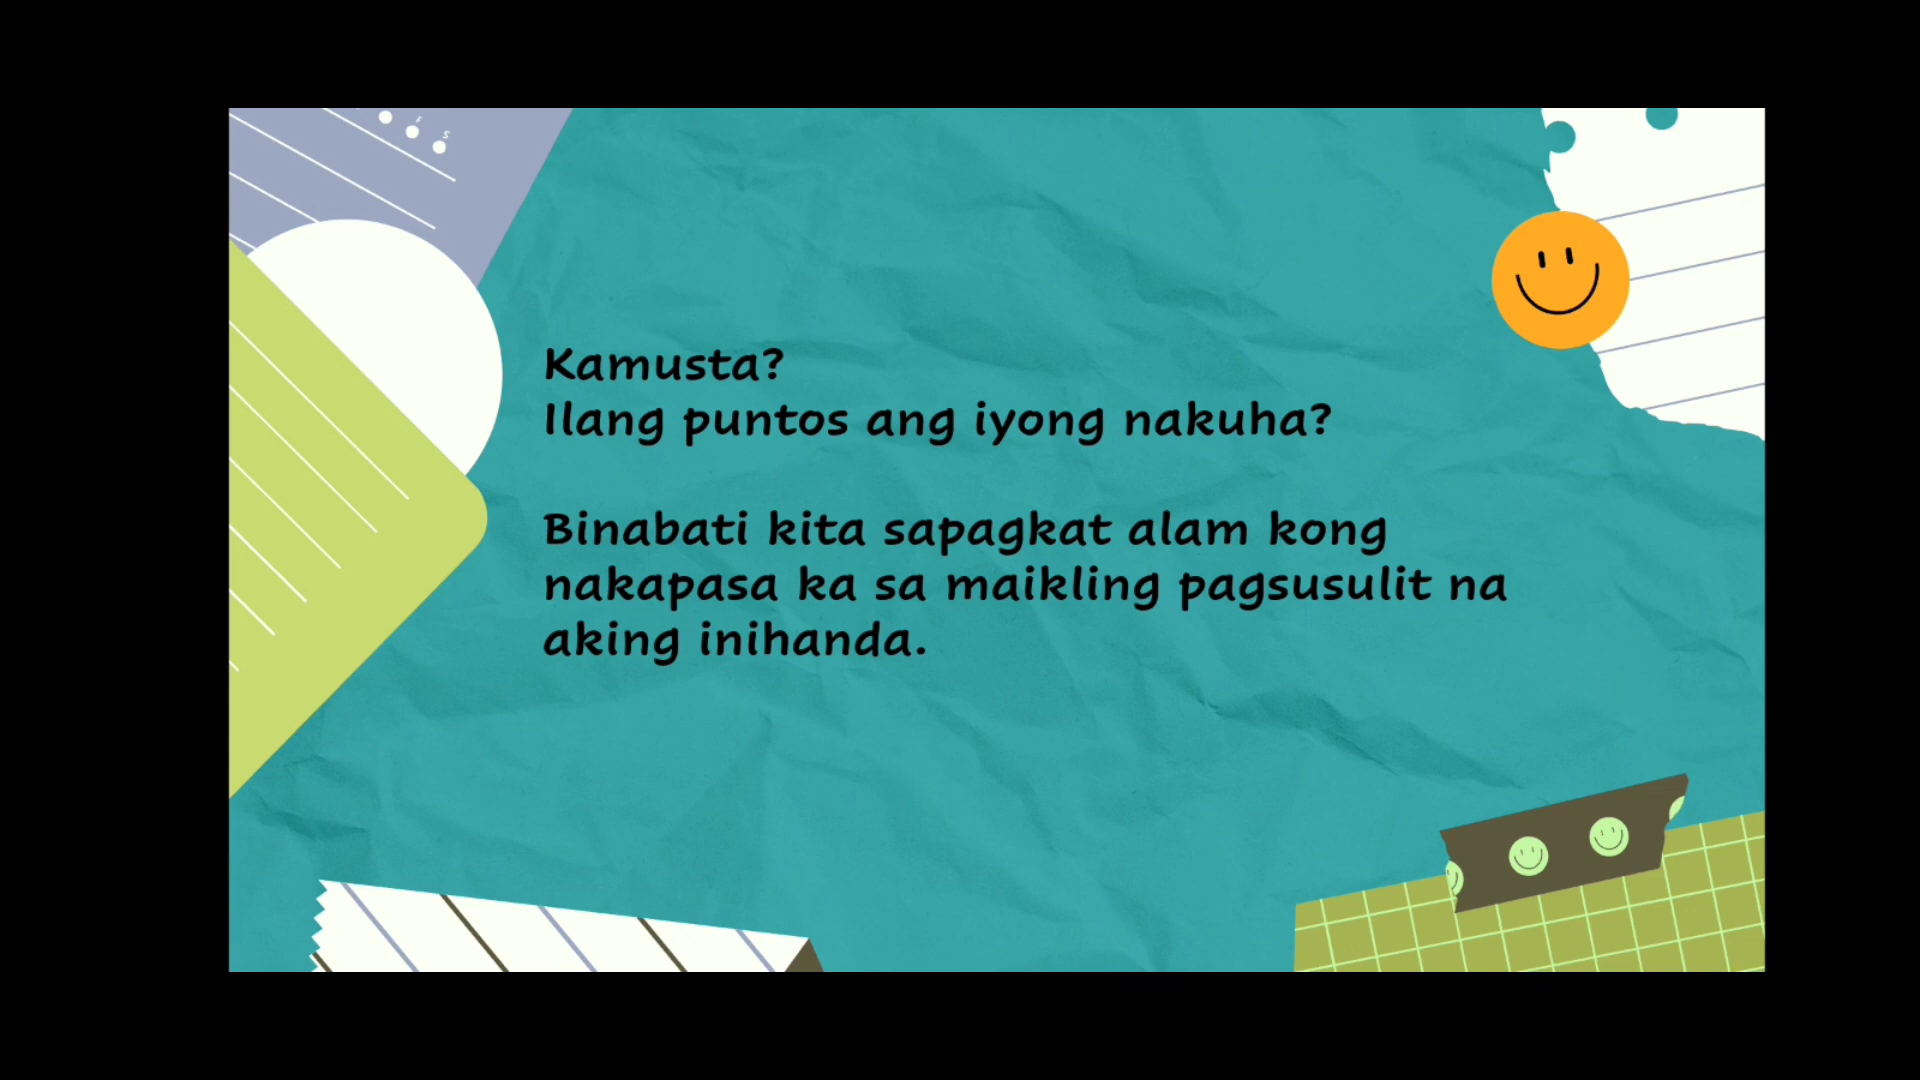 Kamusta?
Ilang puntos ang iyong nakuha?
Binabati kita sapagkat alam kong
nakapasa ka sa maikling pagsusulit na
aking inihanda.